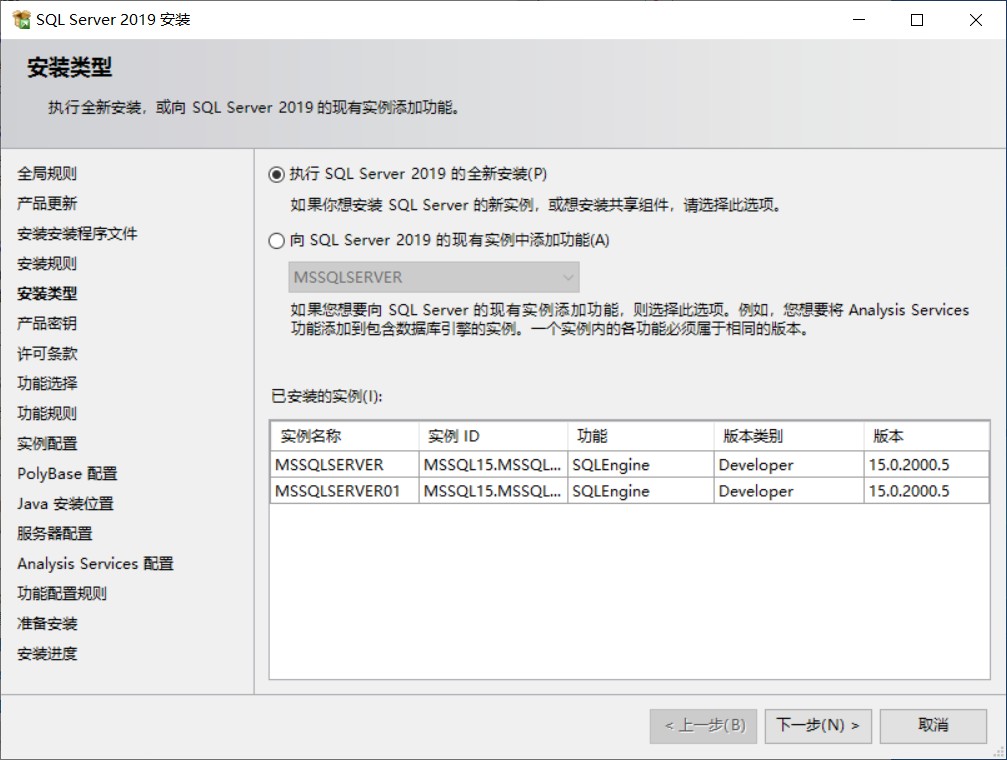 SQL Server 2019 安装
安装类型
执行全新安装，或向 SQL Server 2019 的现有实例添加功能。
全局规则
产品更新
安装安装程序文件
安装规则
安装类型
产品密钥
许可条款
功能选择
功能规则
实例配置
PolyBase 配置
Java 安装位置
服务器配置
Analysis Services 配置
功能配置规则
准备安装
安装进度
执行 SQL Server 2019 的全新安装(P)
如果你想安装 SQL Server 的新实例，或想安装共享组件，请选择此选项。
向 SQL Server 2019 的现有实例中添加功能(A)
MSSQLSERVER
如果您想要向 SQL Server 的现有实例添加功能，则选择此选项。例如，您想要将 Analysis Services
功能添加到包含数据库引擎的实例。一个实例内的各功能必须属于相同的版本。
已安装的实例(I):
实例名称 实例 ID 功能 版本类别 版本
MSSQLSERVER MSSQL15.MSSQL... SQLEngine Developer 15.0.2000.5
MSSQLSERVER01 MSSQL15.MSSQL... SQLEngine Developer 15.0.2000.5
< 上一步(B) 下一步(N) > 取消